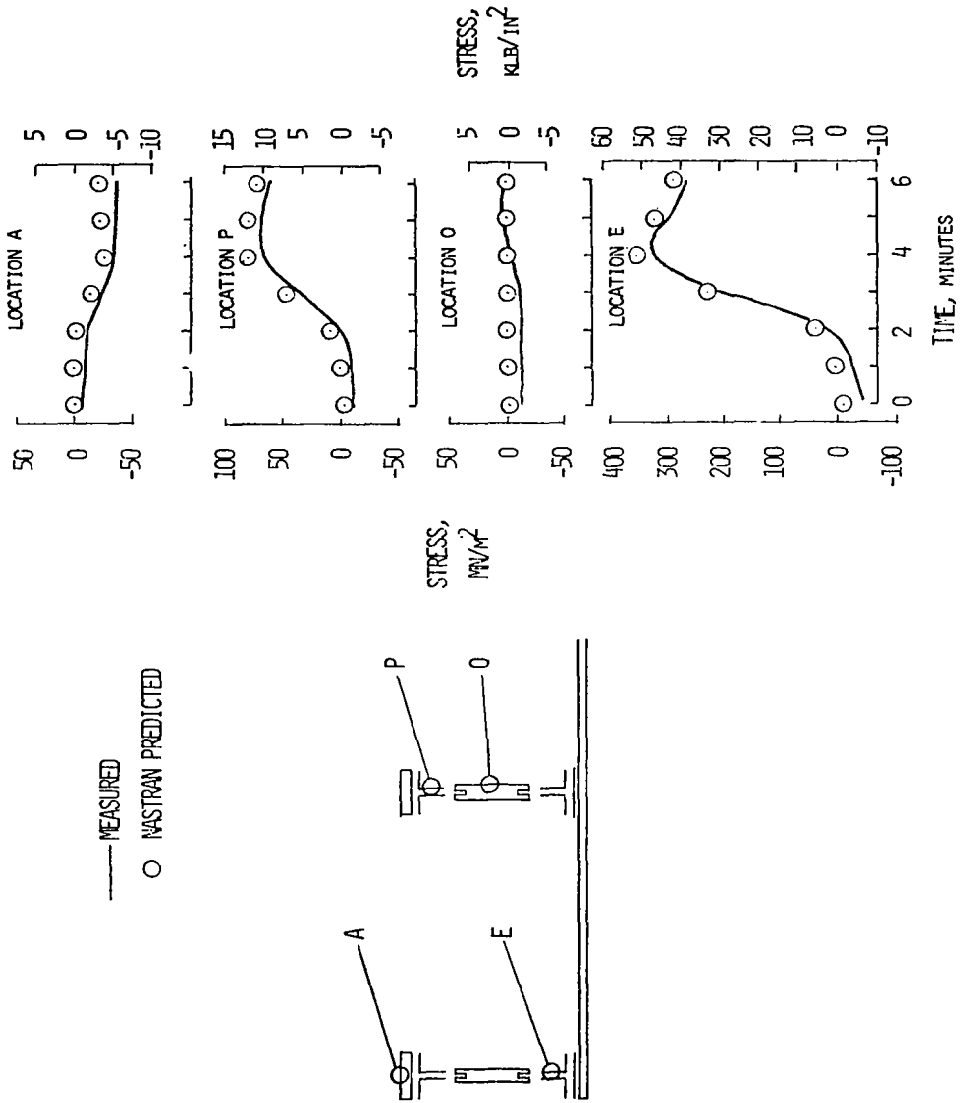 MEASURED
NASTRAN PREDICTED
A
P
O
E
STRESS,
MN/M²
STRESS,
KLB/IN²
LOCATION A
50
0
-50
5
0
-5
-10
LOCATION P
100
50
0
15
10
5
0
-5
LOCATION O
50
0
-50
5
0
-5
LOCATION E
400
300
200
100
0
-100
60
50
40
30
20
10
0
-10
0 2 4 6
TIME, MINUTES